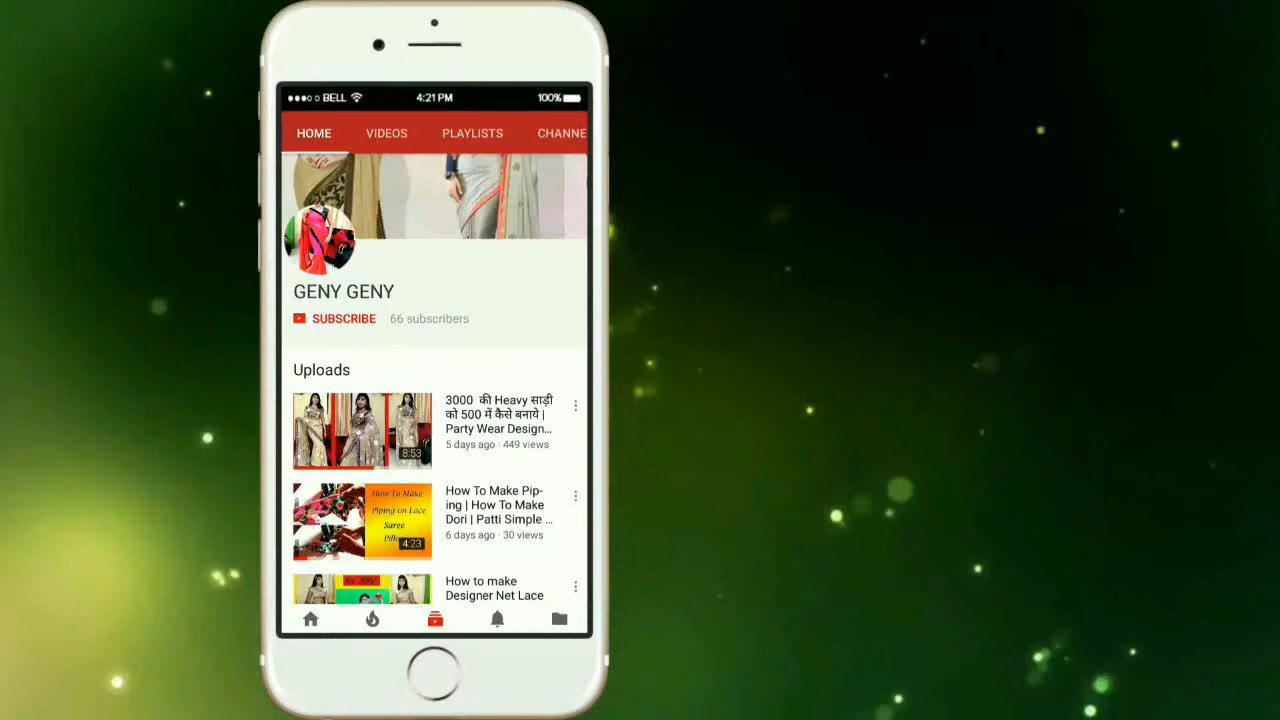 BELL 4:21 PM 100%
HOME VIDEOS PLAYLISTS CHANNE
GENY GENY
SUBSCRIBE 66 subscribers
Uploads
3000 की Heavy साड़ी
को 500 में कैसे बनाये |
Party Wear Design...
5 days ago · 449 views
8:53
How To Make Pip-
ing | How To Make
Dori | Patti Simple ...
6 days ago · 30 views
How To Make
Piping on Lace
Saree
4:23
How to make
Designer Net Lace